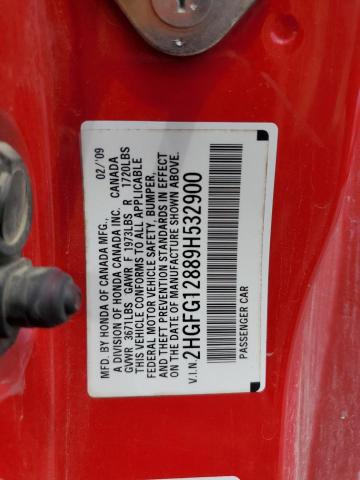 MFD. BY HONDA OF CANADA MFG., 02/'09
A DIVISION OF HONDA CANADA INC. CANADA
GVWR 3671LBS GAWR F 1973LBS R 1720LBS
THIS VEHICLE CONFORMS TO ALL APPLICABLE
FEDERAL MOTOR VEHICLE SAFETY, BUMPER,
AND THEFT PREVENTION STANDARDS IN EFFECT
ON THE DATE OF MANUFACTURE SHOWN ABOVE.
V.I.N. 2HGFG12889H532900
PASSENGER CAR